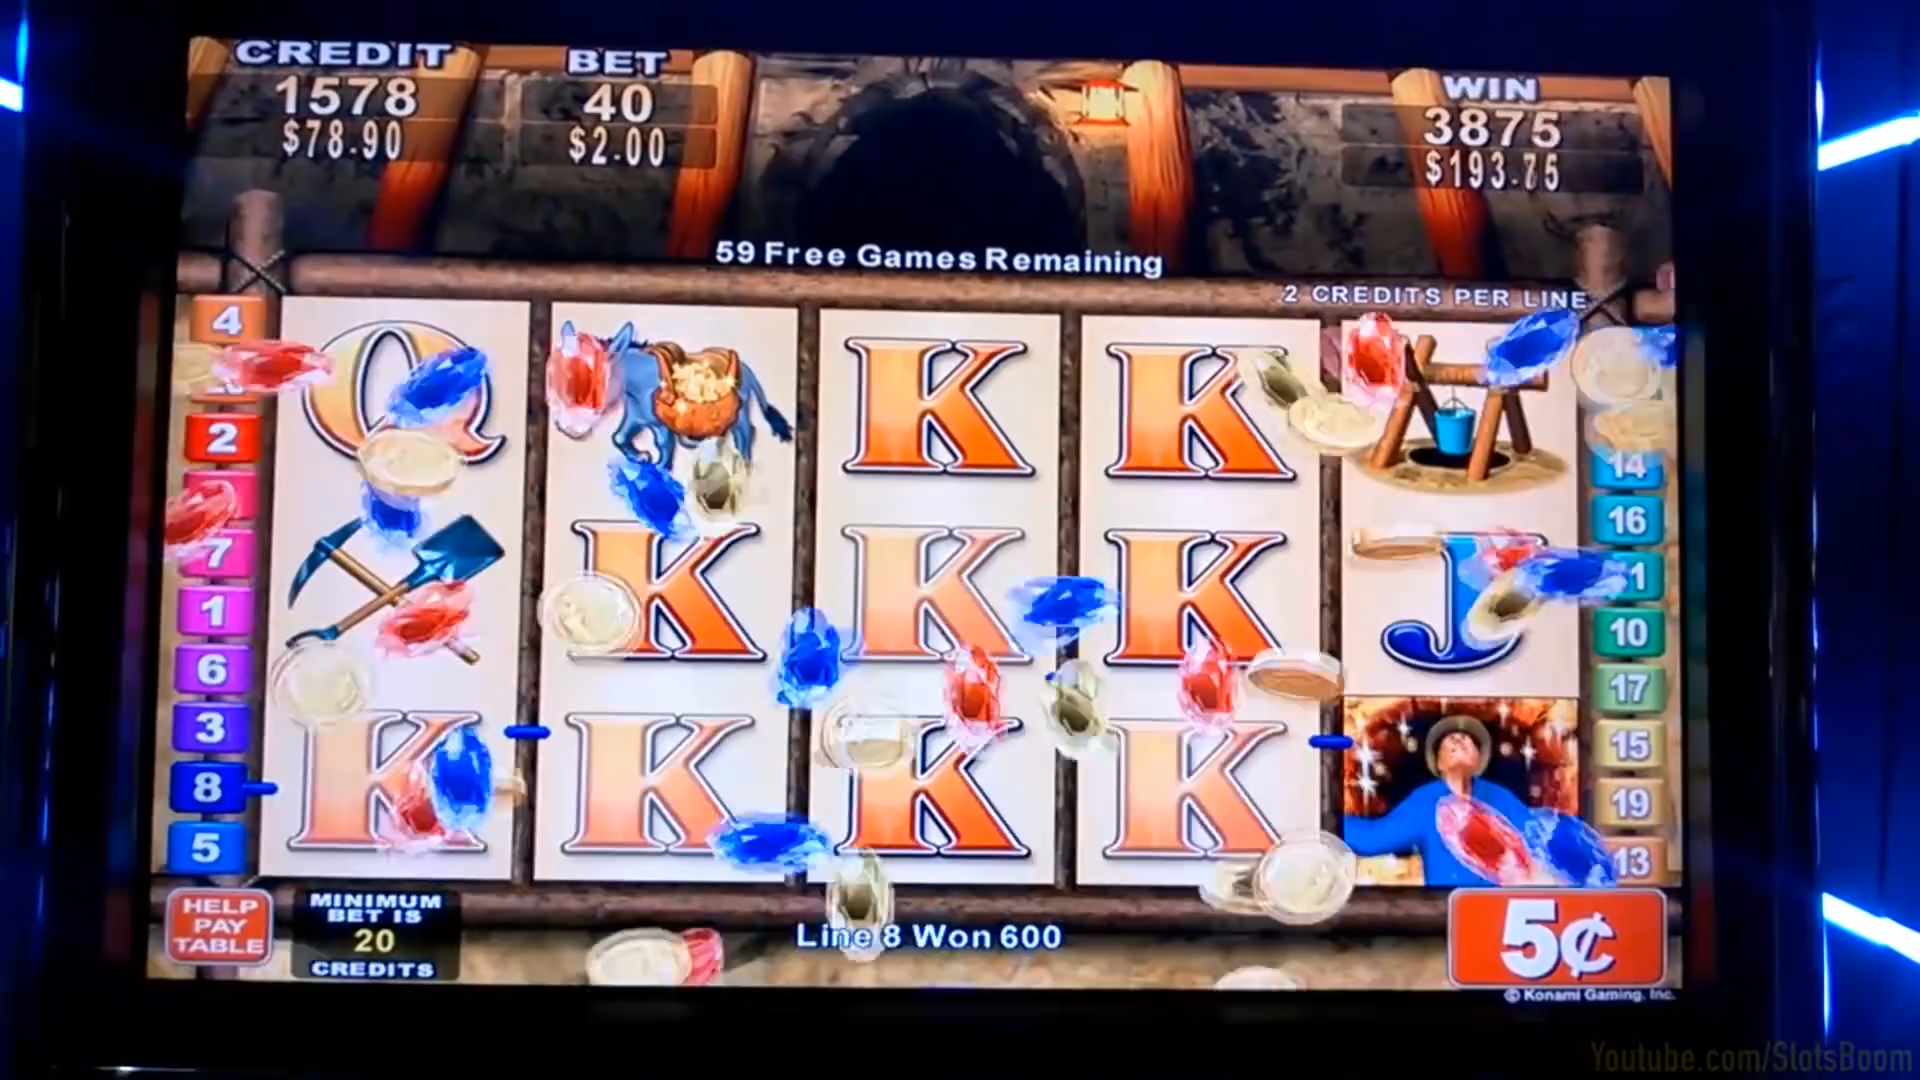 CREDIT
1578
$78.90
BET
40
$2.00
WIN
3875
$193.75
59 Free Games Remaining
2 CREDITS PER LINE
4
2
7
1
6
3
8
5
Q
K
K
K
K
K
J
K
K
K
K
14
16
1
10
17
15
19
13
HELP
PAY
TABLE
MINIMUM
BET IS
20
CREDITS
Line 8 Won 600
5¢
© Konami Gaming, Inc.
Youtube.com/SlotsBoom